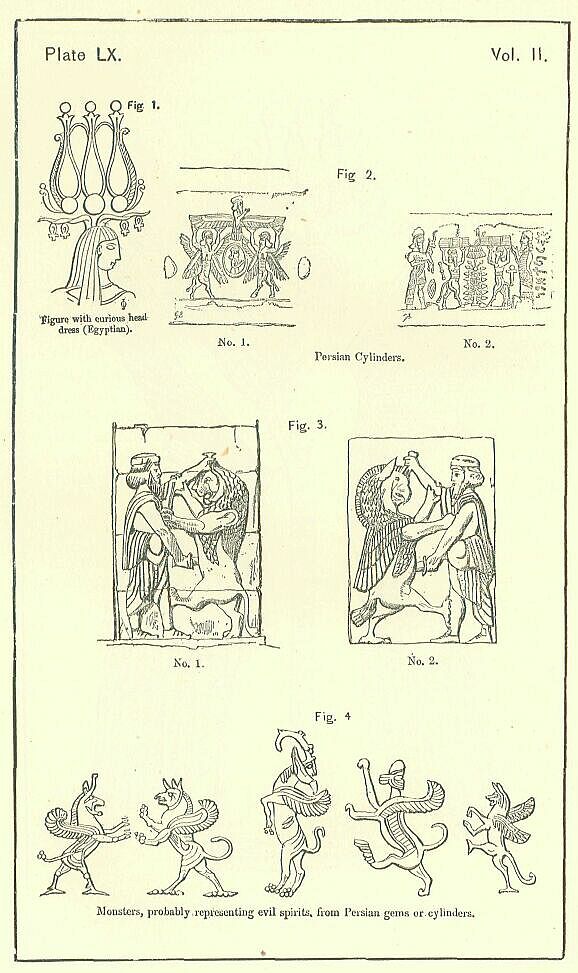 Plate LX.
Vol. II.
Fig 1.
Fig 2.
Figure with curious head
dress (Egyptian).
No. 1.
No. 2.
Persian Cylinders.
Fig. 3.
No. 1.
No. 2.
Fig. 4
Monsters, probably representing evil spirits, from Persian gems or cylinders.